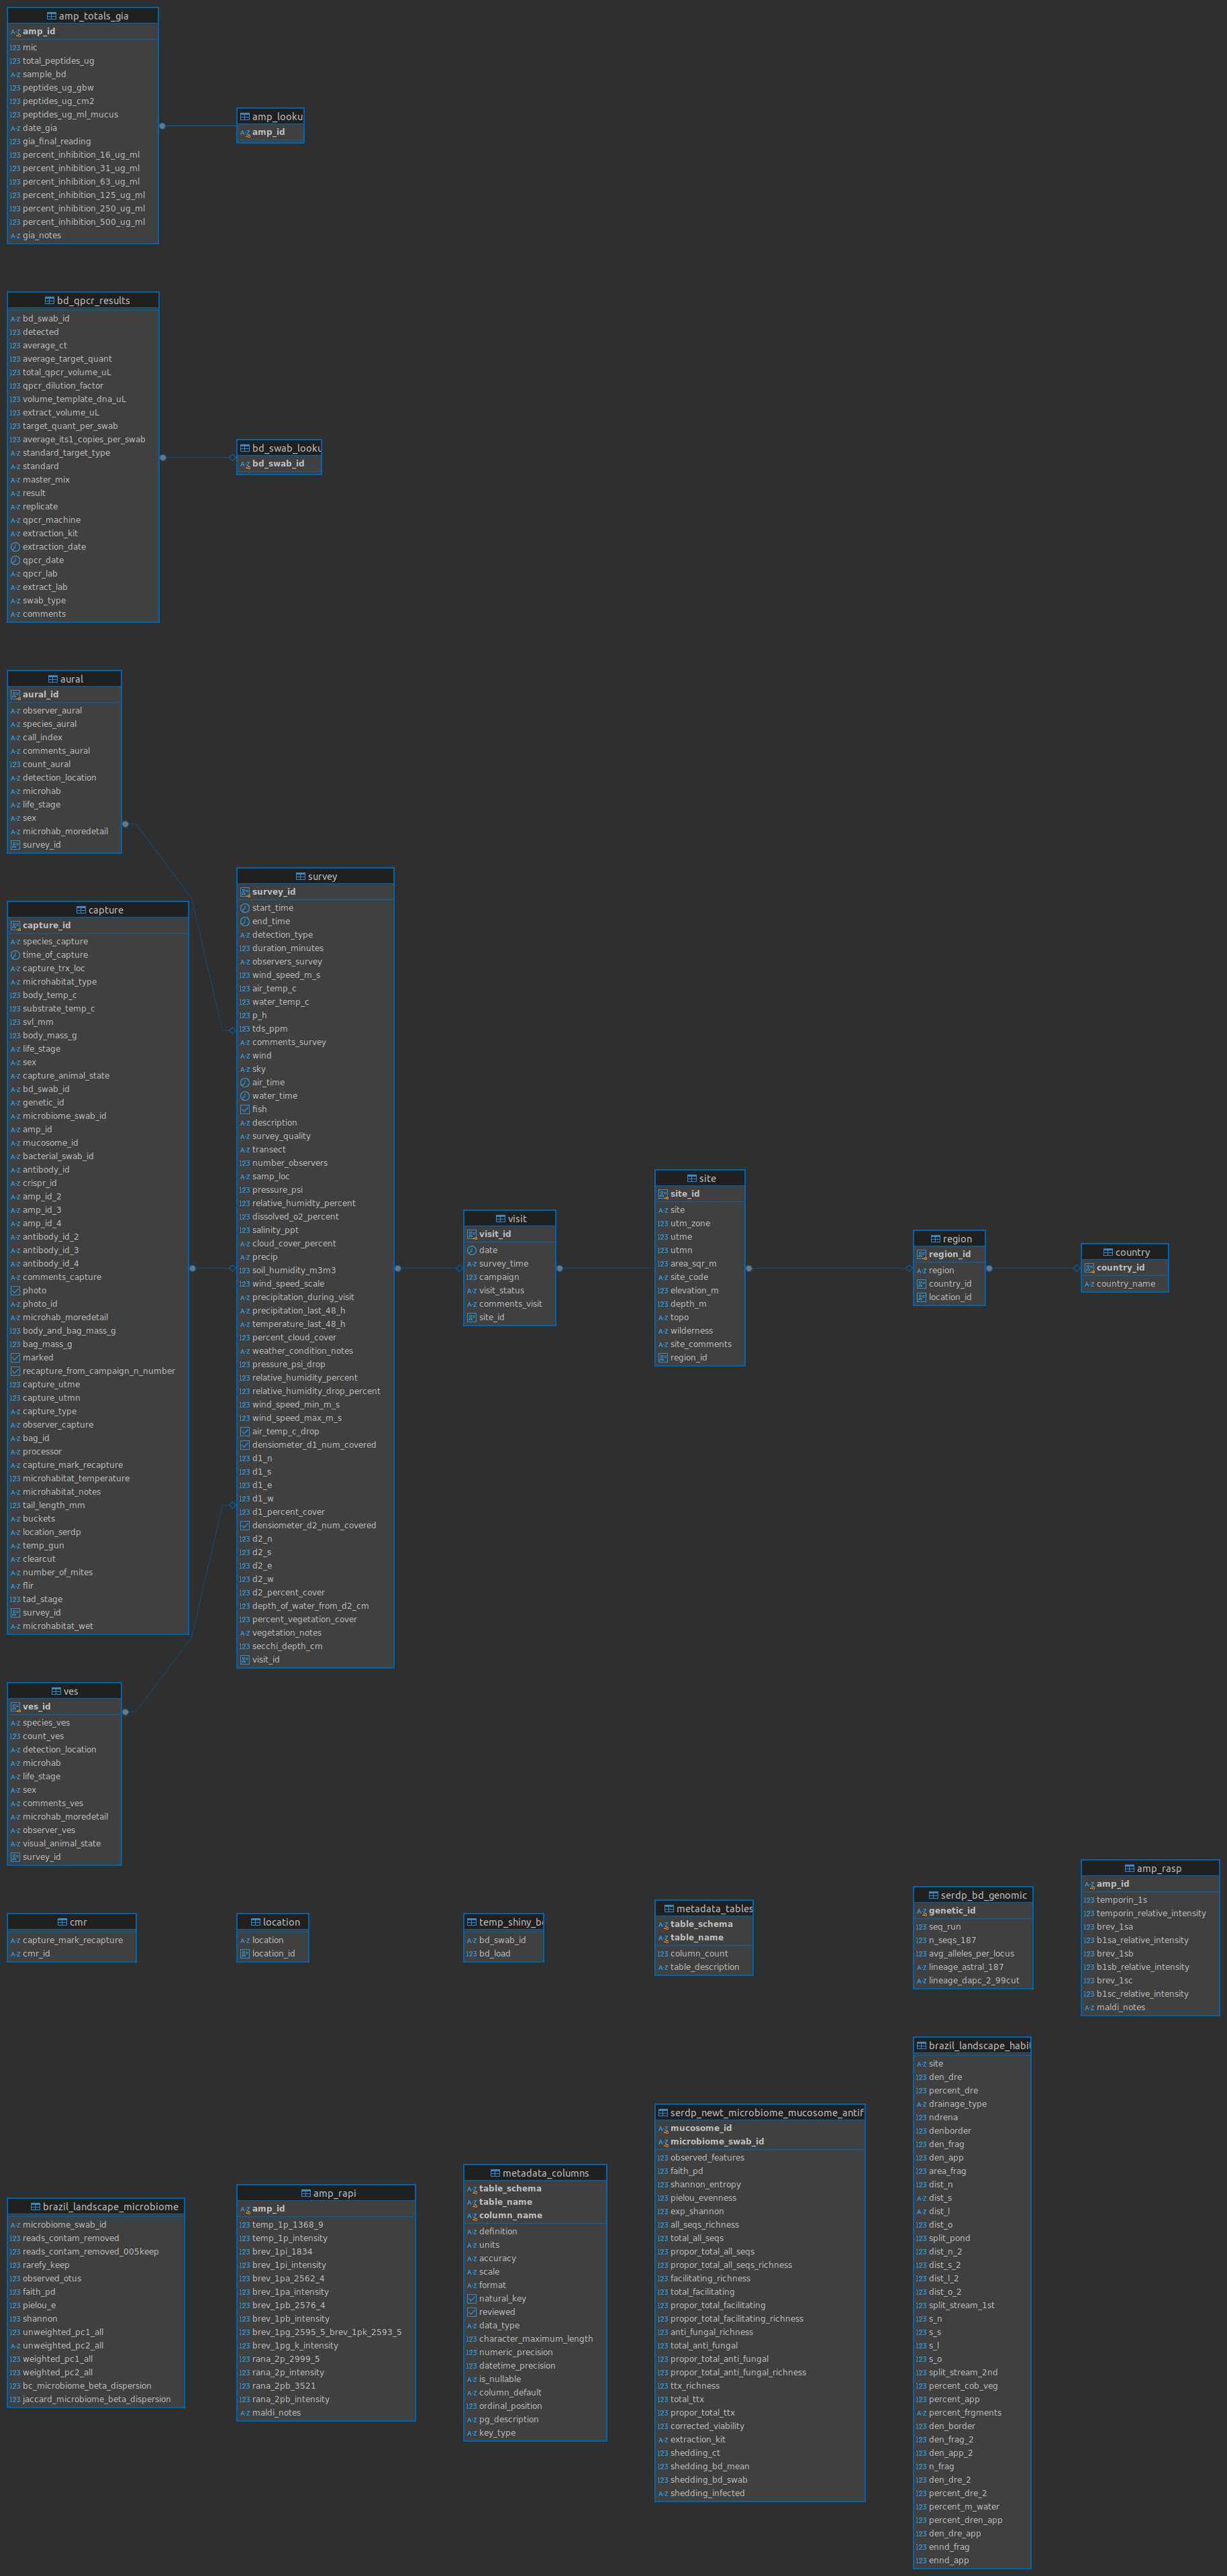 amp_totals_gia
amp_id
mic
total_peptides_ug
sample_bd
peptides_ug_gbw
peptides_ug_cm2
peptides_ug_ml_mucus
date_gia
gia_final_reading
percent_inhibition_16_ug_ml
percent_inhibition_31_ug_ml
percent_inhibition_63_ug_ml
percent_inhibition_125_ug_ml
percent_inhibition_250_ug_ml
percent_inhibition_500_ug_ml
gia_notes
amp_looku
amp_id
bd_qpcr_results
bd_swab_id
detected
average_ct
average_target_quant
total_qpcr_volume_uL
qpcr_dilution_factor
volume_template_dna_uL
extract_volume_uL
target_quant_per_swab
average_its1_copies_per_swab
standard_target_type
standard
master_mix
result
replicate
qpcr_machine
extraction_kit
extraction_date
qpcr_date
qpcr_lab
extract_lab
swab_type
comments
bd_swab_looku
bd_swab_id
aural
aural_id
observer_aural
species_aural
call_index
comments_aural
count_aural
detection_location
microhab
life_stage
sex
microhab_moredetail
survey_id
capture
capture_id
species_capture
time_of_capture
capture_trx_loc
microhabitat_type
body_temp_c
substrate_temp_c
svl_mm
body_mass_g
life_stage
sex
capture_animal_state
bd_swab_id
genetic_id
microbiome_swab_id
amp_id
mucosome_id
bacterial_swab_id
antibody_id
crispr_id
amp_id_2
amp_id_3
amp_id_4
antibody_id_2
antibody_id_3
antibody_id_4
comments_capture
photo
photo_id
microhab_moredetail
body_and_bag_mass_g
bag_mass_g
marked
recapture_from_campaign_n_number
capture_utme
capture_utmn
capture_type
observer_capture
bag_id
processor
capture_mark_recapture
microhabitat_temperature
microhabitat_notes
tail_length_mm
buckets
location_serdp
temp_gun
clearcut
number_of_mites
flir
tad_stage
survey_id
microhabitat_wet
survey
survey_id
start_time
end_time
detection_type
duration_minutes
observers_survey
wind_speed_m_s
air_temp_c
water_temp_c
p_h
tds_ppm
comments_survey
wind
sky
air_time
water_time
fish
description
survey_quality
transect
number_observers
samp_loc
pressure_psi
relative_humidty_percent
dissolved_o2_percent
salinity_ppt
cloud_cover_percent
precip
soil_humidity_m3m3
wind_speed_scale
precipitation_during_visit
precipitation_last_48_h
temperature_last_48_h
percent_cloud_cover
weather_condition_notes
pressure_psi_drop
relative_humidity_percent
relative_humidity_drop_percent
wind_speed_min_m_s
wind_speed_max_m_s
air_temp_c_drop
densiometer_d1_num_covered
d1_n
d1_s
d1_e
d1_w
d1_percent_cover
densiometer_d2_num_covered
d2_n
d2_s
d2_e
d2_w
d2_percent_cover
depth_of_water_from_d2_cm
percent_vegetation_cover
vegetation_notes
secchi_depth_cm
visit_id
visit
visit_id
date
survey_time
campaign
visit_status
comments_visit
site_id
site
site_id
site
utm_zone
utme
utmn
area_sqr_m
site_code
elevation_m
depth_m
topo
wilderness
site_comments
region_id
region
region_id
region
country_id
location_id
country
country_id
country_name
ves
ves_id
species_ves
count_ves
detection_location
microhab
life_stage
sex
comments_ves
microhab_moredetail
observer_ves
visual_animal_state
survey_id
cmr
capture_mark_recapture
cmr_id
location
location
location_id
temp_shiny_b
bd_swab_id
bd_load
metadata_tables
table_schema
table_name
column_count
table_description
serdp_bd_genomic
genetic_id
seq_run
n_seqs_187
avg_alleles_per_locus
lineage_astral_187
lineage_dapc_2_99cut
amp_rasp
amp_id
temporin_1s
temporin_relative_intensity
brev_1sa
b1sa_relative_intensity
brev_1sb
b1sb_relative_intensity
brev_1sc
b1sc_relative_intensity
maldi_notes
brazil_landscape_microbiome
microbiome_swab_id
reads_contam_removed
reads_contam_removed_005keep
rarefy_keep
observed_otus
faith_pd
pielou_e
shannon
unweighted_pc1_all
unweighted_pc2_all
weighted_pc1_all
weighted_pc2_all
bc_microbiome_beta_dispersion
jaccard_microbiome_beta_dispersion
amp_rapi
amp_id
temp_1p_1368_9
temp_1p_intensity
brev_1pi_1834
brev_1pi_intensity
brev_1pa_2562_4
brev_1pa_intensity
brev_1pb_2576_4
brev_1pb_intensity
brev_1pg_2595_5_brev_1pk_2593_5
brev_1pg_k_intensity
rana_2p_2999_5
rana_2p_intensity
rana_2pb_3521
rana_2pb_intensity
maldi_notes
metadata_columns
table_schema
table_name
column_name
definition
units
accuracy
scale
format
natural_key
reviewed
data_type
character_maximum_length
numeric_precision
datetime_precision
is_nullable
column_default
ordinal_position
pg_description
key_type
serdp_newt_microbiome_mucosome_antif
mucosome_id
microbiome_swab_id
observed_features
faith_pd
shannon_entropy
pielou_evenness
exp_shannon
all_seqs_richness
total_all_seqs
propor_total_all_seqs
propor_total_all_seqs_richness
facilitating_richness
total_facilitating
propor_total_facilitating
propor_total_facilitating_richness
anti_fungal_richness
total_anti_fungal
propor_total_anti_fungal
propor_total_anti_fungal_richness
ttx_richness
total_ttx
propor_total_ttx
corrected_viability
extraction_kit
shedding_ct
shedding_bd_mean
shedding_bd_swab
shedding_infected
brazil_landscape_habi
site
den_dre
percent_dre
drainage_type
ndrena
denborder
den_frag
den_app
area_frag
dist_n
dist_s
dist_l
dist_o
split_pond
dist_n_2
dist_s_2
dist_l_2
dist_o_2
split_stream_1st
s_n
s_s
s_l
s_o
split_stream_2nd
percent_cob_veg
percent_app
percent_frgments
den_border
den_frag_2
den_app_2
n_frag
den_dre_2
percent_dre_2
percent_m_water
percent_dren_app
den_dre_app
ennd_frag
ennd_app